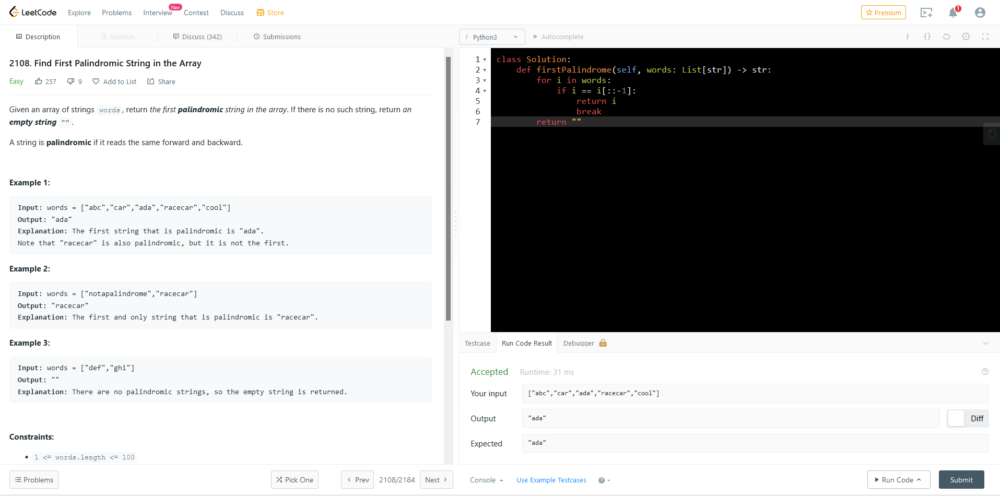 LeetCode Explore Problems Interview New Contest Discuss Store Premium 1
Description Solution Discuss (342) Submissions
i Python3 Autocomplete i {}
2108. Find First Palindromic String in the Array
Easy 257 9 Add to List Share
Given an array of strings words , return the first palindromic string in the array. If there is no such string, return an
empty string "" .
A string is palindromic if it reads the same forward and backward.
Example 1:
Input: words = ["abc","car","ada","racecar","cool"]
Output: "ada"
Explanation: The first string that is palindromic is "ada".
Note that "racecar" is also palindromic, but it is not the first.
Example 2:
Input: words = ["notapalindrome","racecar"]
Output: "racecar"
Explanation: The first and only string that is palindromic is "racecar".
Example 3:
Input: words = ["def","ghi"]
Output: ""
Explanation: There are no palindromic strings, so the empty string is returned.
Constraints:
• 1 <= words.length <= 100
Problems Pick One Prev 2108/2184 Next
1 class Solution:
2 def firstPalindrome(self, words: List[str]) -> str:
3 for i in words:
4 if i == i[::-1]:
5 return i
6 break
7 return ""
Testcase Run Code Result Debugger
Accepted Runtime: 31 ms
Your input ["abc","car","ada","racecar","cool"]
Output "ada" Diff
Expected "ada"
Console Use Example Testcases Run Code Submit